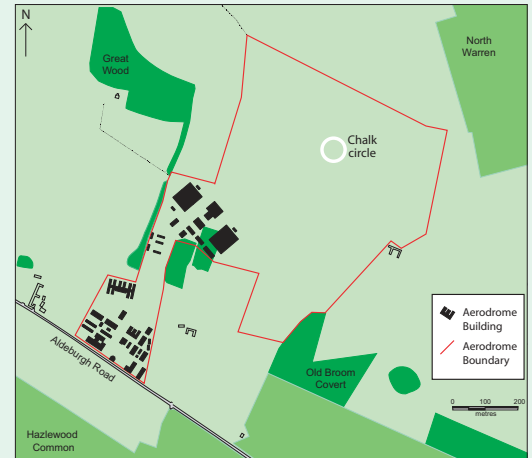 N
Great
Wood
North
Warren
Chalk
circle
Aerodrome
Building
Aerodrome
Boundary
Aldeburgh Road
Old Broom
Covert
0 100 200
metres
Hazlewood
Common